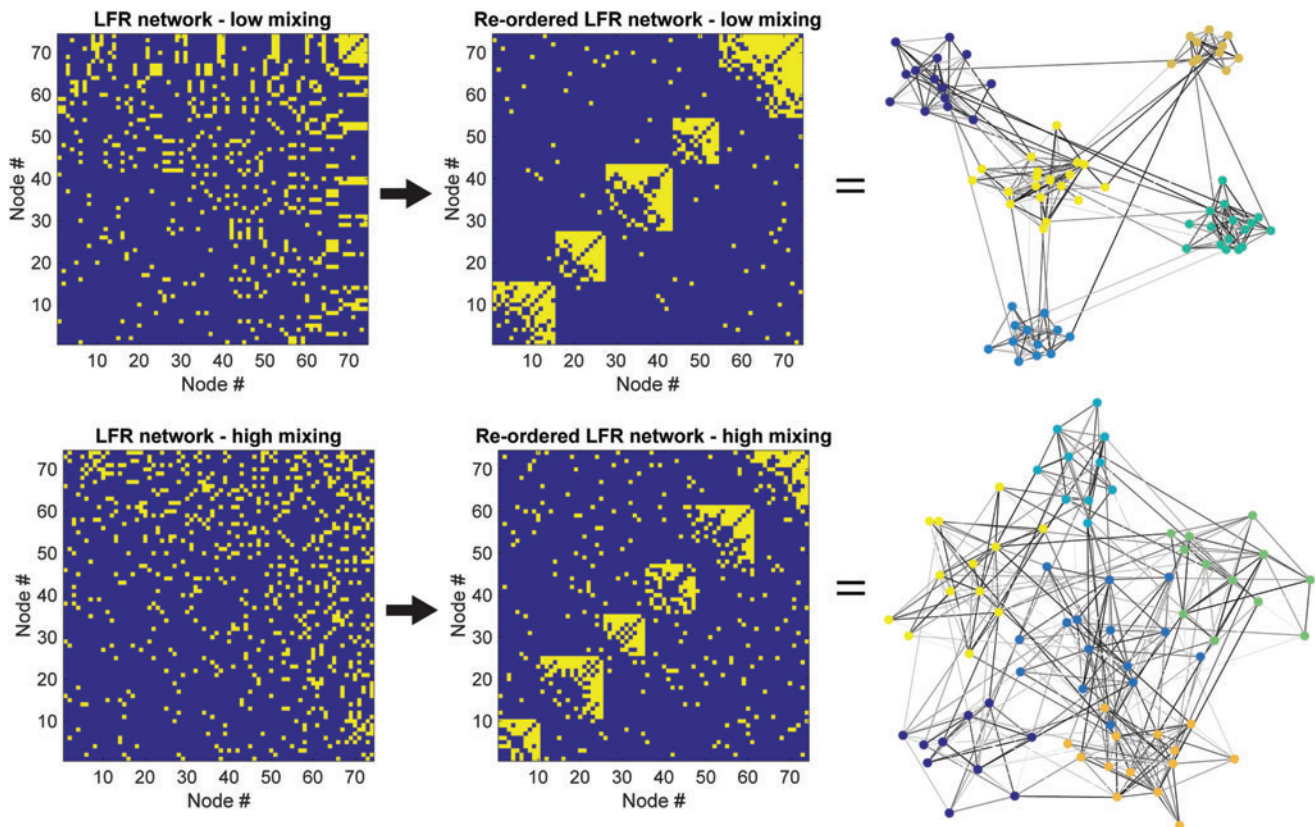 LFR network - low mixing
70
60
50
40
30
20
10
Node #
10 20 30 40 50 60 70
Node #
Re-ordered LFR network - low mixing
70
60
50
40
30
20
10
Node #
10 20 30 40 50 60 70
Node #
=
LFR network - high mixing
70
60
50
40
30
20
10
Node #
10 20 30 40 50 60 70
Node #
Re-ordered LFR network - high mixing
70
60
50
40
30
20
10
Node #
10 20 30 40 50 60 70
Node #
=